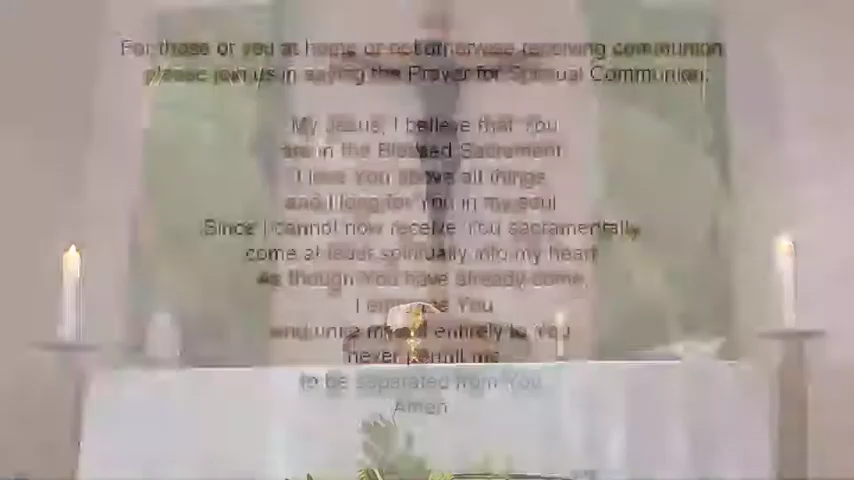 For those of you at home or not otherwise receiving communion
please join us in saying the Prayer for Spiritual Communion.
My Jesus, I believe that You
are in the Blessed Sacrament
I love You above all things
and I long for You in my soul
Since I cannot now receive You sacramentally
come at least spiritually into my heart
As though You have already come,
I embrace You
and unite myself entirely to You
never permit me
to be separated from You
Amen